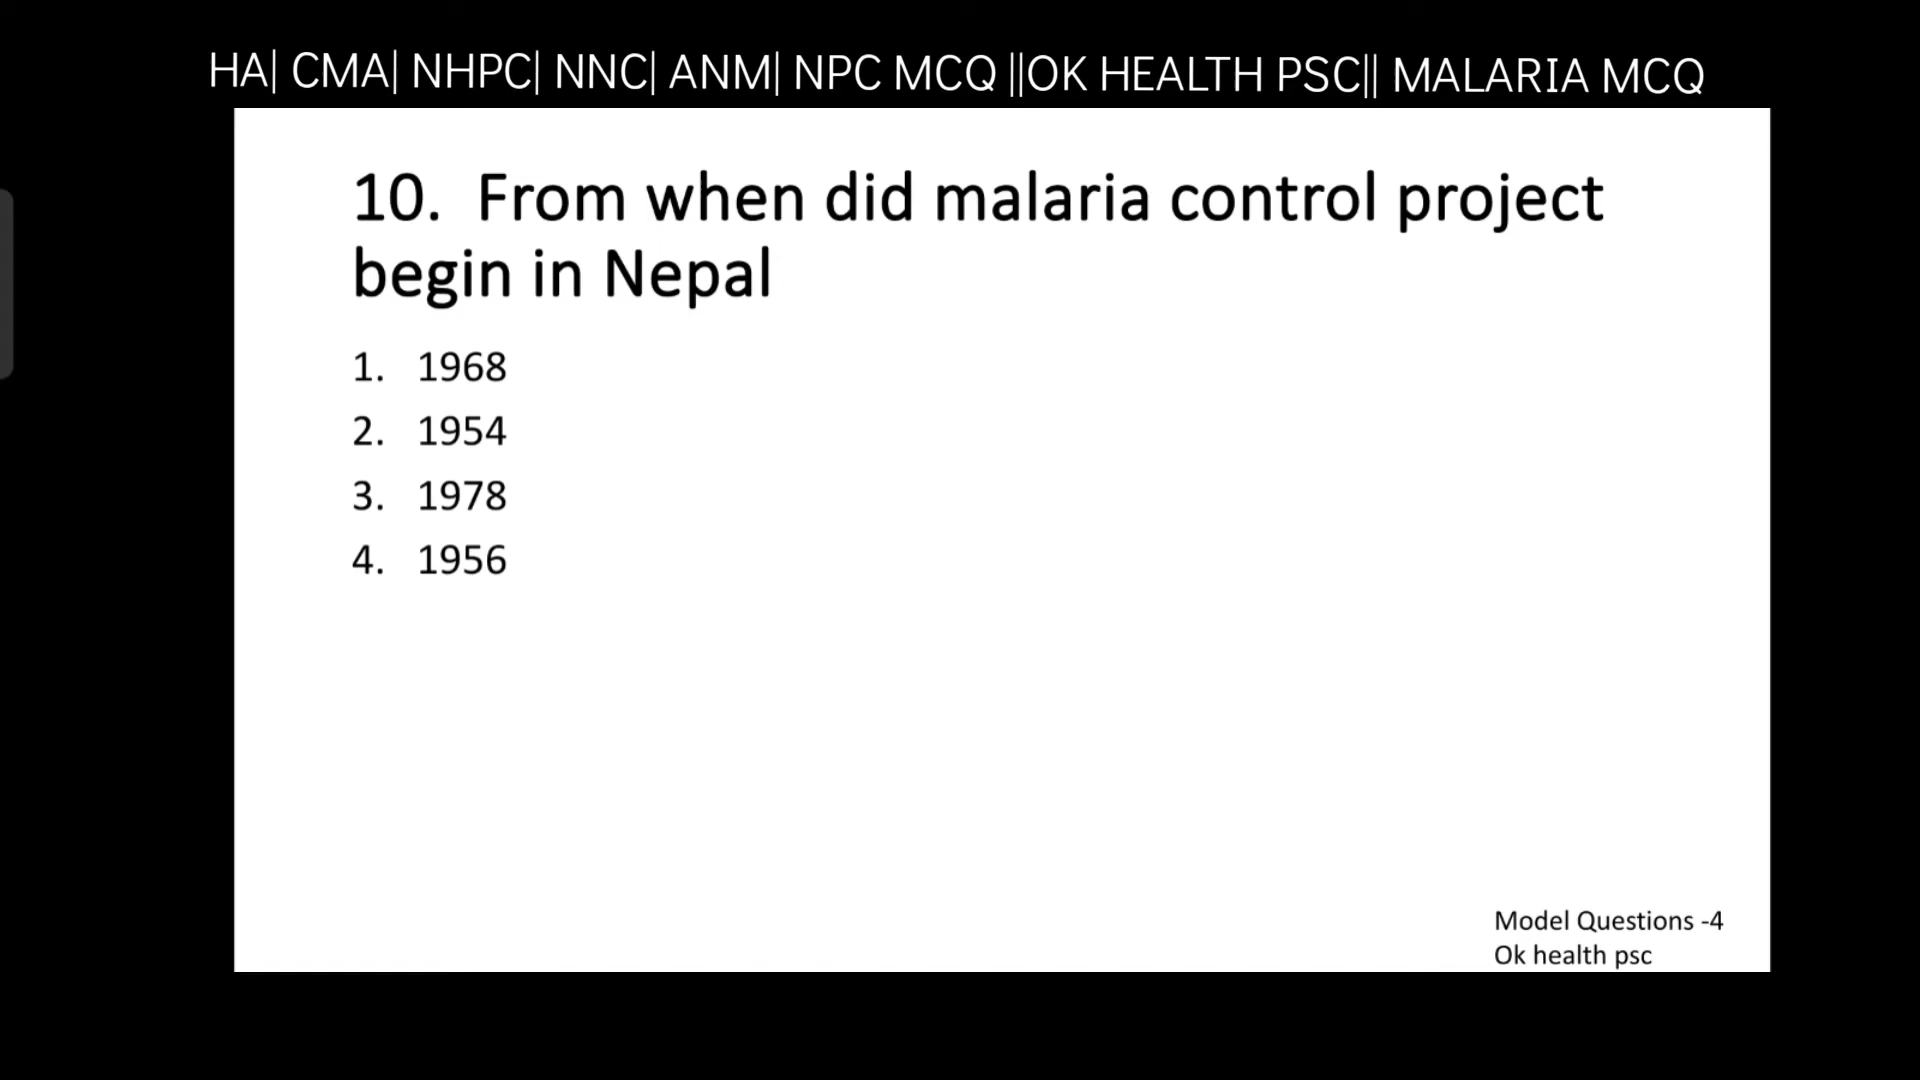 HA| CMA| NHPC| NNC| ANM| NPC MCQ ||OK HEALTH PSC|| MALARIA MCQ
10. From when did malaria control project
begin in Nepal
1. 1968
2. 1954
3. 1978
4. 1956
Model Questions -4
Ok health psc